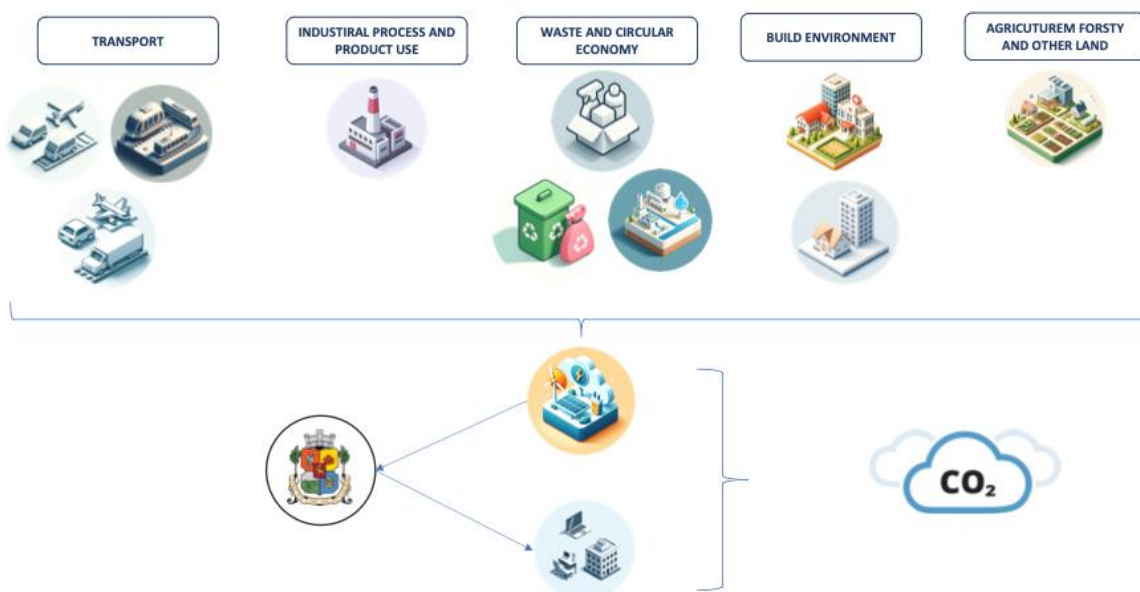 TRANSPORT
INDUSTIRAL PROCESS AND
PRODUCT USE
WASTE AND CIRCULAR
ECONOMY
BUILD ENVIRONMENT
AGRICUTUREM FORSTY
AND OTHER LAND
CO₂